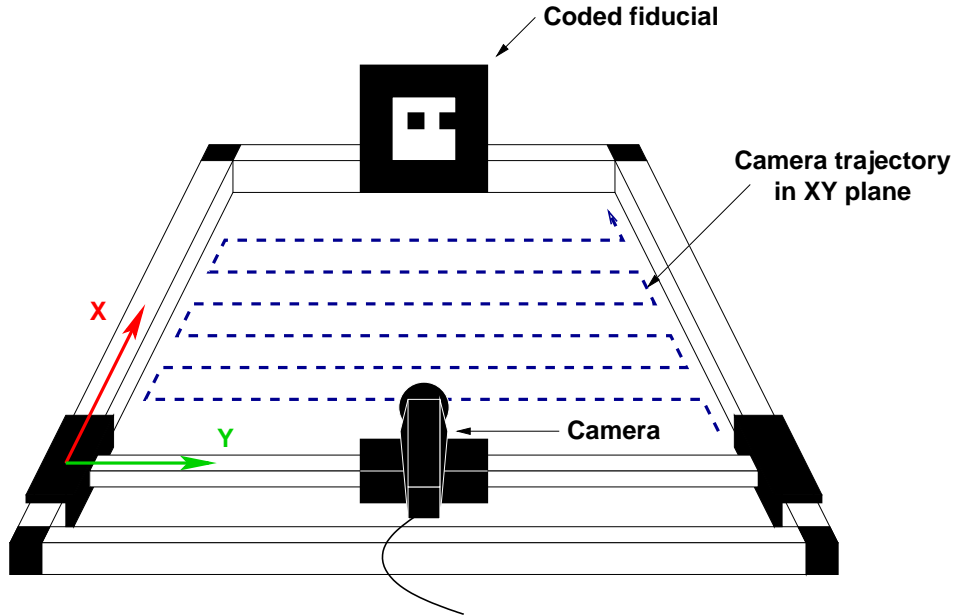 Coded fiducial
Camera trajectory
in XY plane
X
Y
Camera